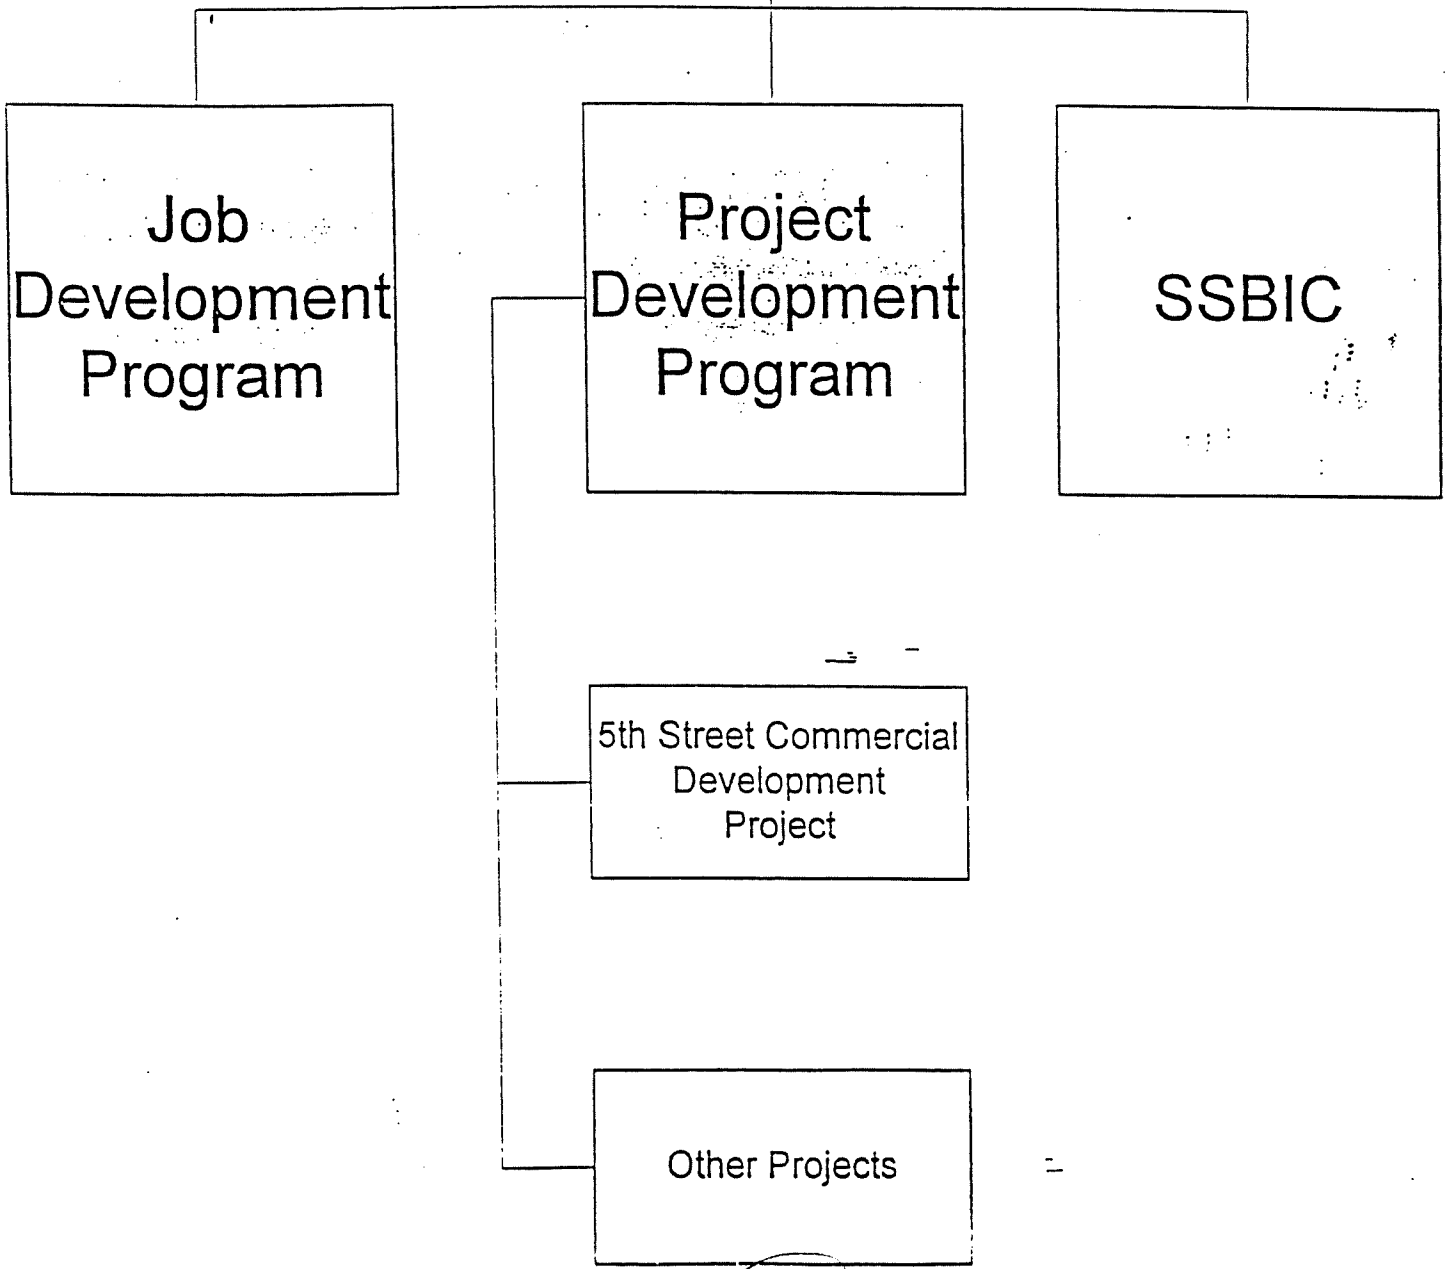 Job
Development
Program
Project
Development
Program
SSBIC
5th Street Commercial
Development
Project
Other Projects